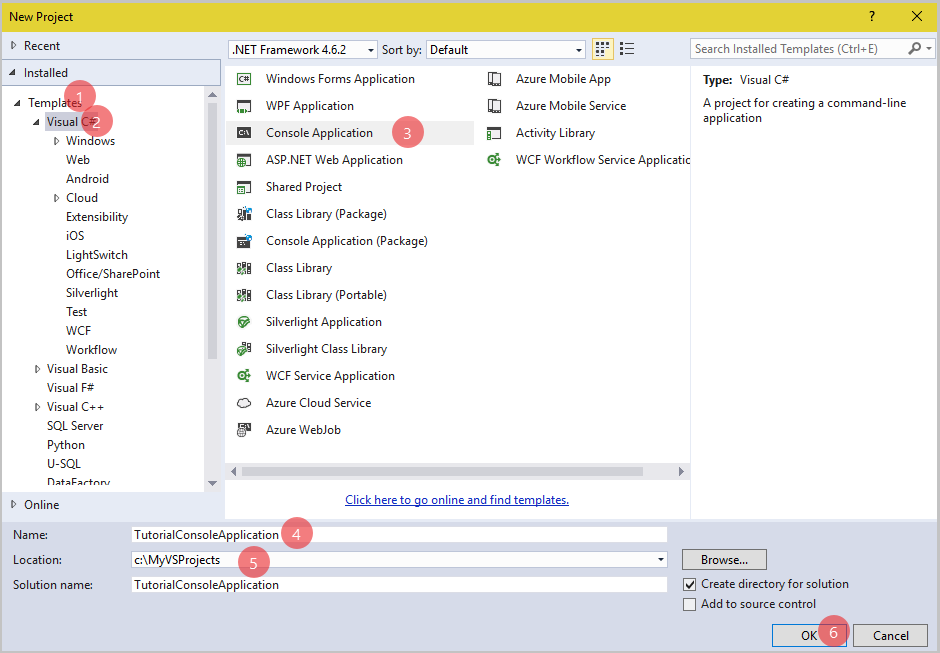 New Project
?
Recent
.NET Framework 4.6.2
Sort by:
Default
Search Installed Templates (Ctrl+E)
Installed
Templates
1
Visual C#
2
Windows
Web
Android
Cloud
Extensibility
iOS
LightSwitch
Office/SharePoint
Silverlight
Test
WCF
Workflow
Visual Basic
Visual F#
Visual C++
SQL Server
Python
U-SQL
DataFactory
Online
C# Windows Forms Application
WPF Application
C:\ Console Application
3
ASP.NET Web Application
Shared Project
Class Library (Package)
Console Application (Package)
Class Library
Class Library (Portable)
Silverlight Application
Silverlight Class Library
WCF Service Application
Azure Cloud Service
Azure WebJob
Azure Mobile App
Azure Mobile Service
Activity Library
WCF Workflow Service Applicatio
Type: Visual C#
A project for creating a command-line
application
Click here to go online and find templates.
Name:
TutorialConsoleApplication
4
Location:
c:\MyVSProjects
5
Browse...
Solution name:
TutorialConsoleApplication
Create directory for solution
Add to source control
OK
6
Cancel